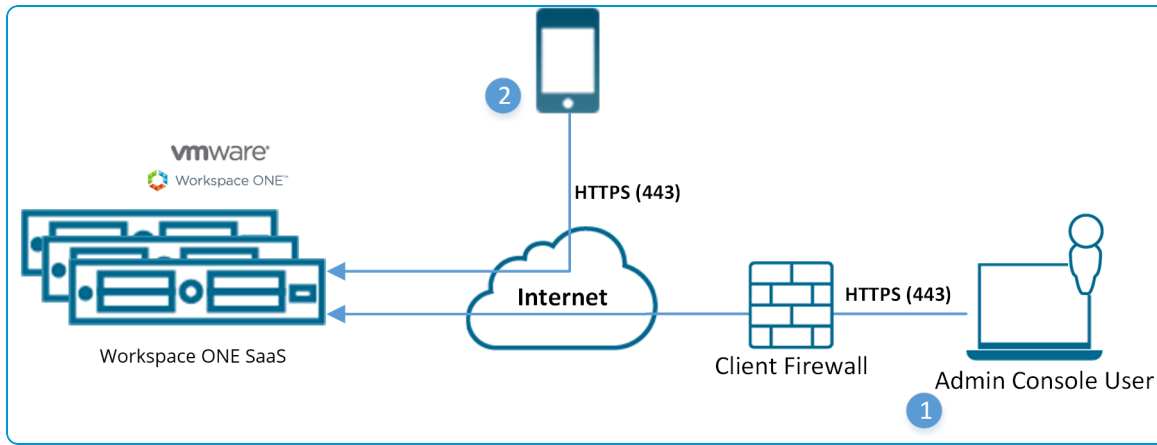 2
vmware®
Workspace ONE™
HTTPS (443)
Internet
HTTPS (443)
Workspace ONE SaaS
Client Firewall
Admin Console User
1